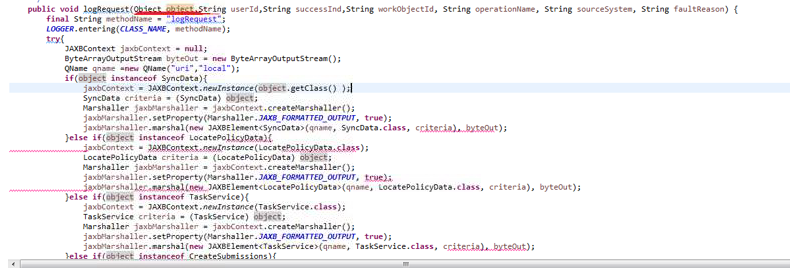 public void logRequest(Object object,String userId,String successInd,String workObjectId, String operationName, String sourceSystem, String faultReason) {
final String methodName = "logRequest";
LOGGER.entering(CLASS_NAME, methodName);
try{
JAXBContext jaxbContext = null;
ByteArrayOutputStream byteOut = new ByteArrayOutputStream();
QName qname =new QName("uri","local");
if(object instanceof SyncData){
jaxbContext = JAXBContext.newInstance(object.getClass() );
SyncData criteria = (SyncData) object;
Marshaller jaxbMarshaller = jaxbContext.createMarshaller();
jaxbMarshaller.setProperty(Marshaller.JAXB_FORMATTED_OUTPUT, true);
jaxbMarshaller.marshal(new JAXBElement<SyncData>(qname, SyncData.class, criteria), byteOut);
}else if(object instanceof LocatePolicyData){
jaxbContext = JAXBContext.newInstance(LocatePolicyData.class);
LocatePolicyData criteria = (LocatePolicyData) object;
Marshaller jaxbMarshaller = jaxbContext.createMarshaller();
jaxbMarshaller.setProperty(Marshaller.JAXB_FORMATTED_OUTPUT, true);
jaxbMarshaller.marshal(new JAXBElement<LocatePolicyData>(qname, LocatePolicyData.class, criteria), byteOut);
}else if(object instanceof TaskService){
jaxbContext = JAXBContext.newInstance(TaskService.class);
TaskService criteria = (TaskService) object;
Marshaller jaxbMarshaller = jaxbContext.createMarshaller();
jaxbMarshaller.setProperty(Marshaller.JAXB_FORMATTED_OUTPUT, true);
jaxbMarshaller.marshal(new JAXBElement<TaskService>(qname, TaskService.class, criteria), byteOut);
}else if(object instanceof CreateSubmissions){